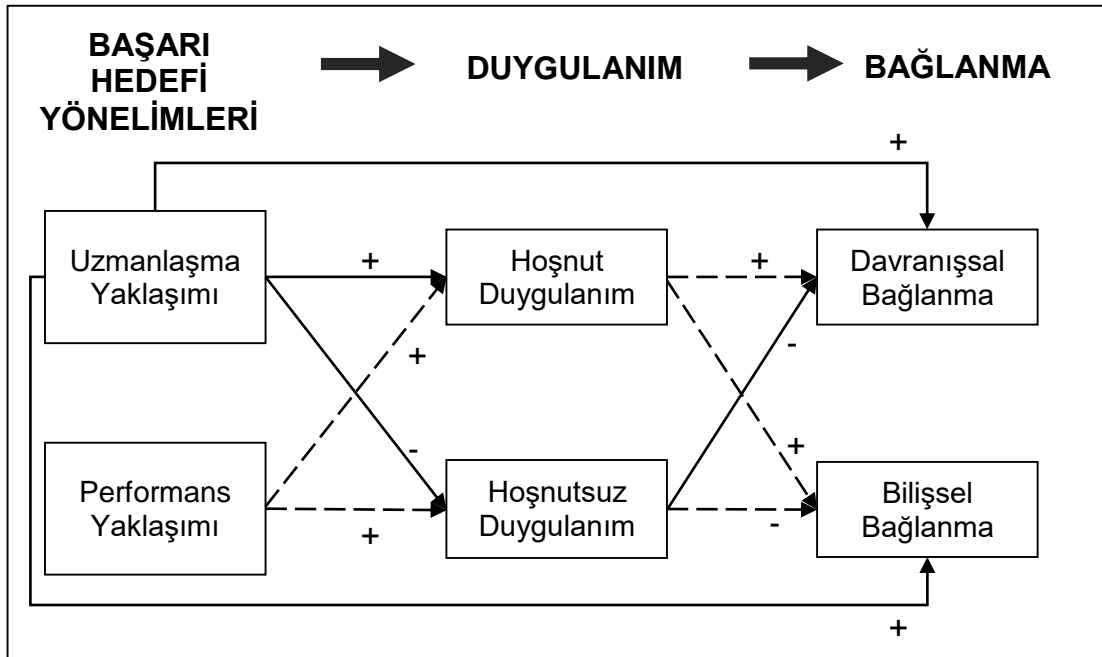 BAŞARI
HEDEFİ
YÖNELİMLERİ
DUYGULANIM
BAĞLANMA
+
Uzmanlaşma
Yaklaşımı
+
Hoşnut
Duygulanım
+
Davranışsal
Bağlanma
+
-
-
+
Performans
Yaklaşımı
+
Hoşnutsuz
Duygulanım
-
Bilişsel
Bağlanma
+